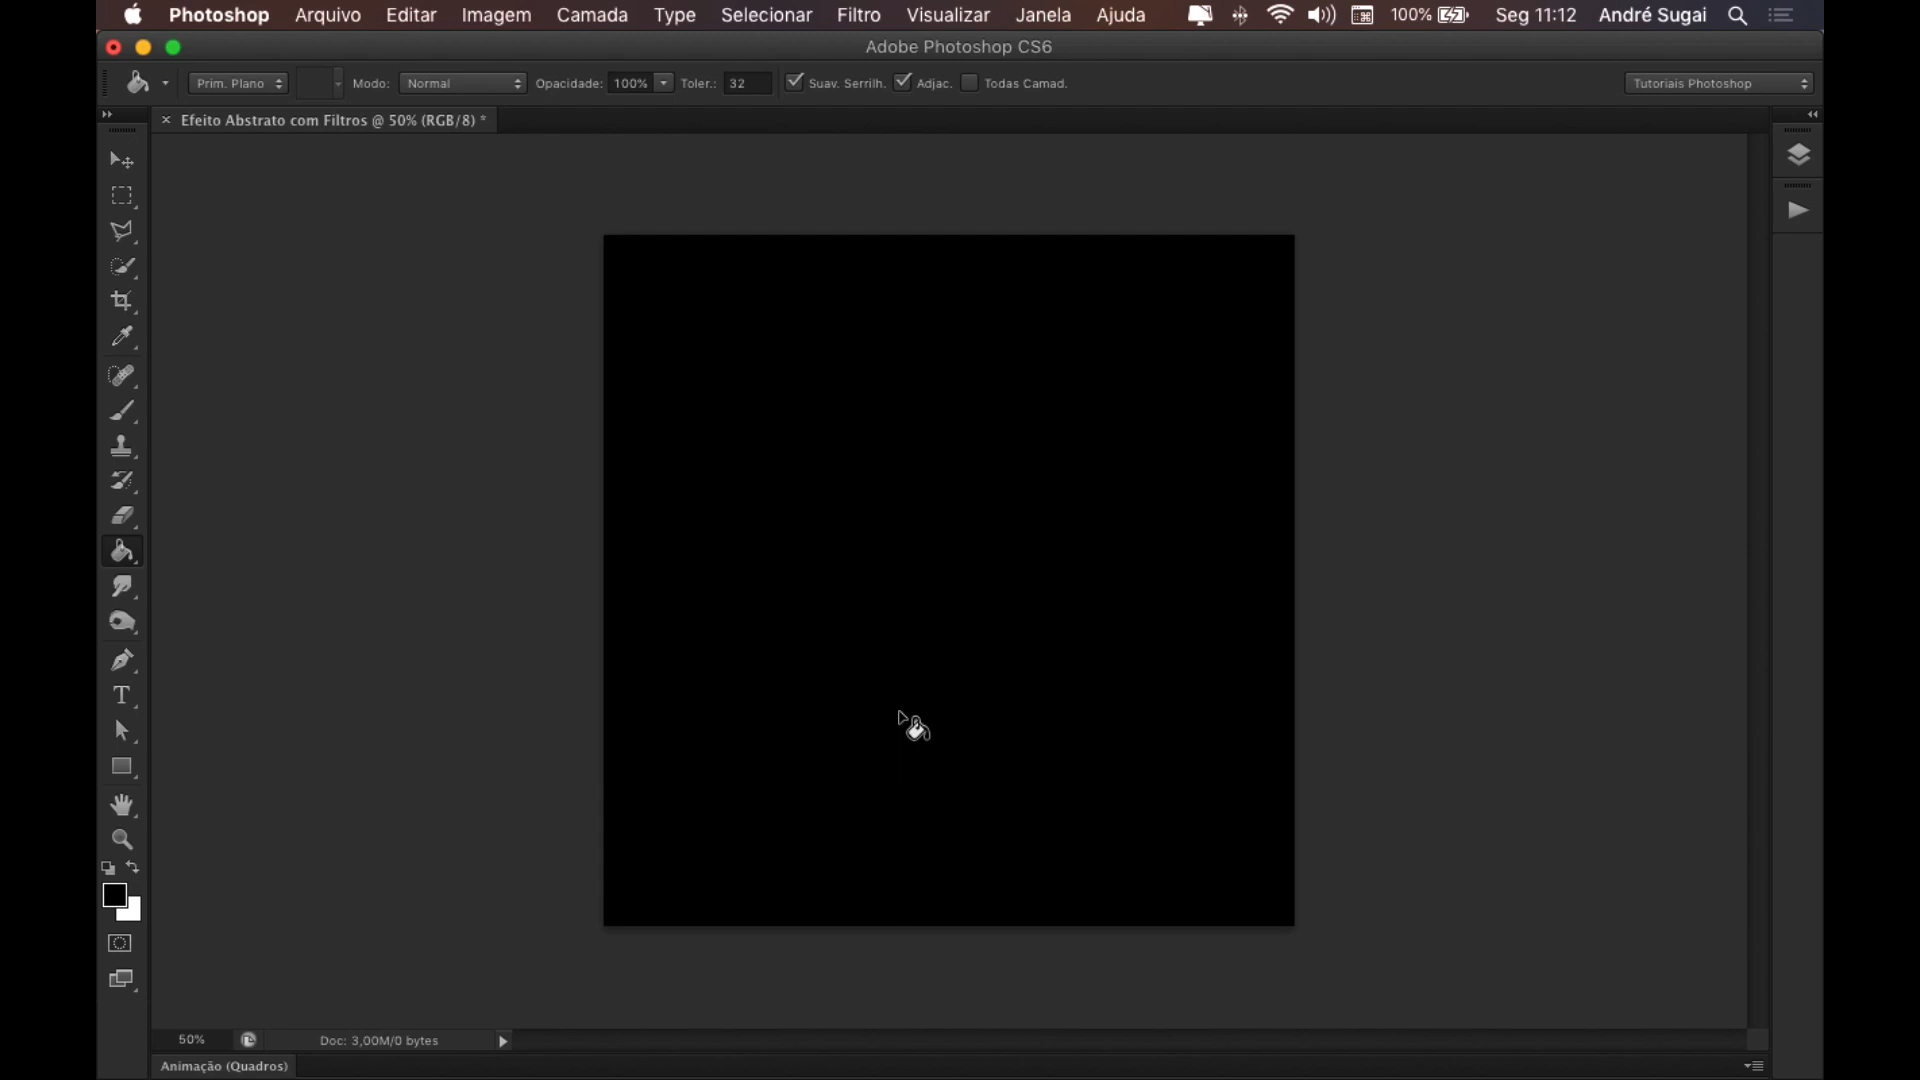 Photoshop Arquivo Editar Imagem Camada Type Selecionar Filtro Visualizar Janela Ajuda 100% Seg 11:12 André Sugai
Adobe Photoshop CS6
Prim. Plano Modo: Normal Opacidade: 100% Toler.: 32 Suav. Serrilh. Adjac. Todas Camad. Tutoriais Photoshop
× Efeito Abstrato com Filtros @ 50% (RGB/8) *
T
50% Doc: 3,00M/0 bytes
Animação (Quadros)